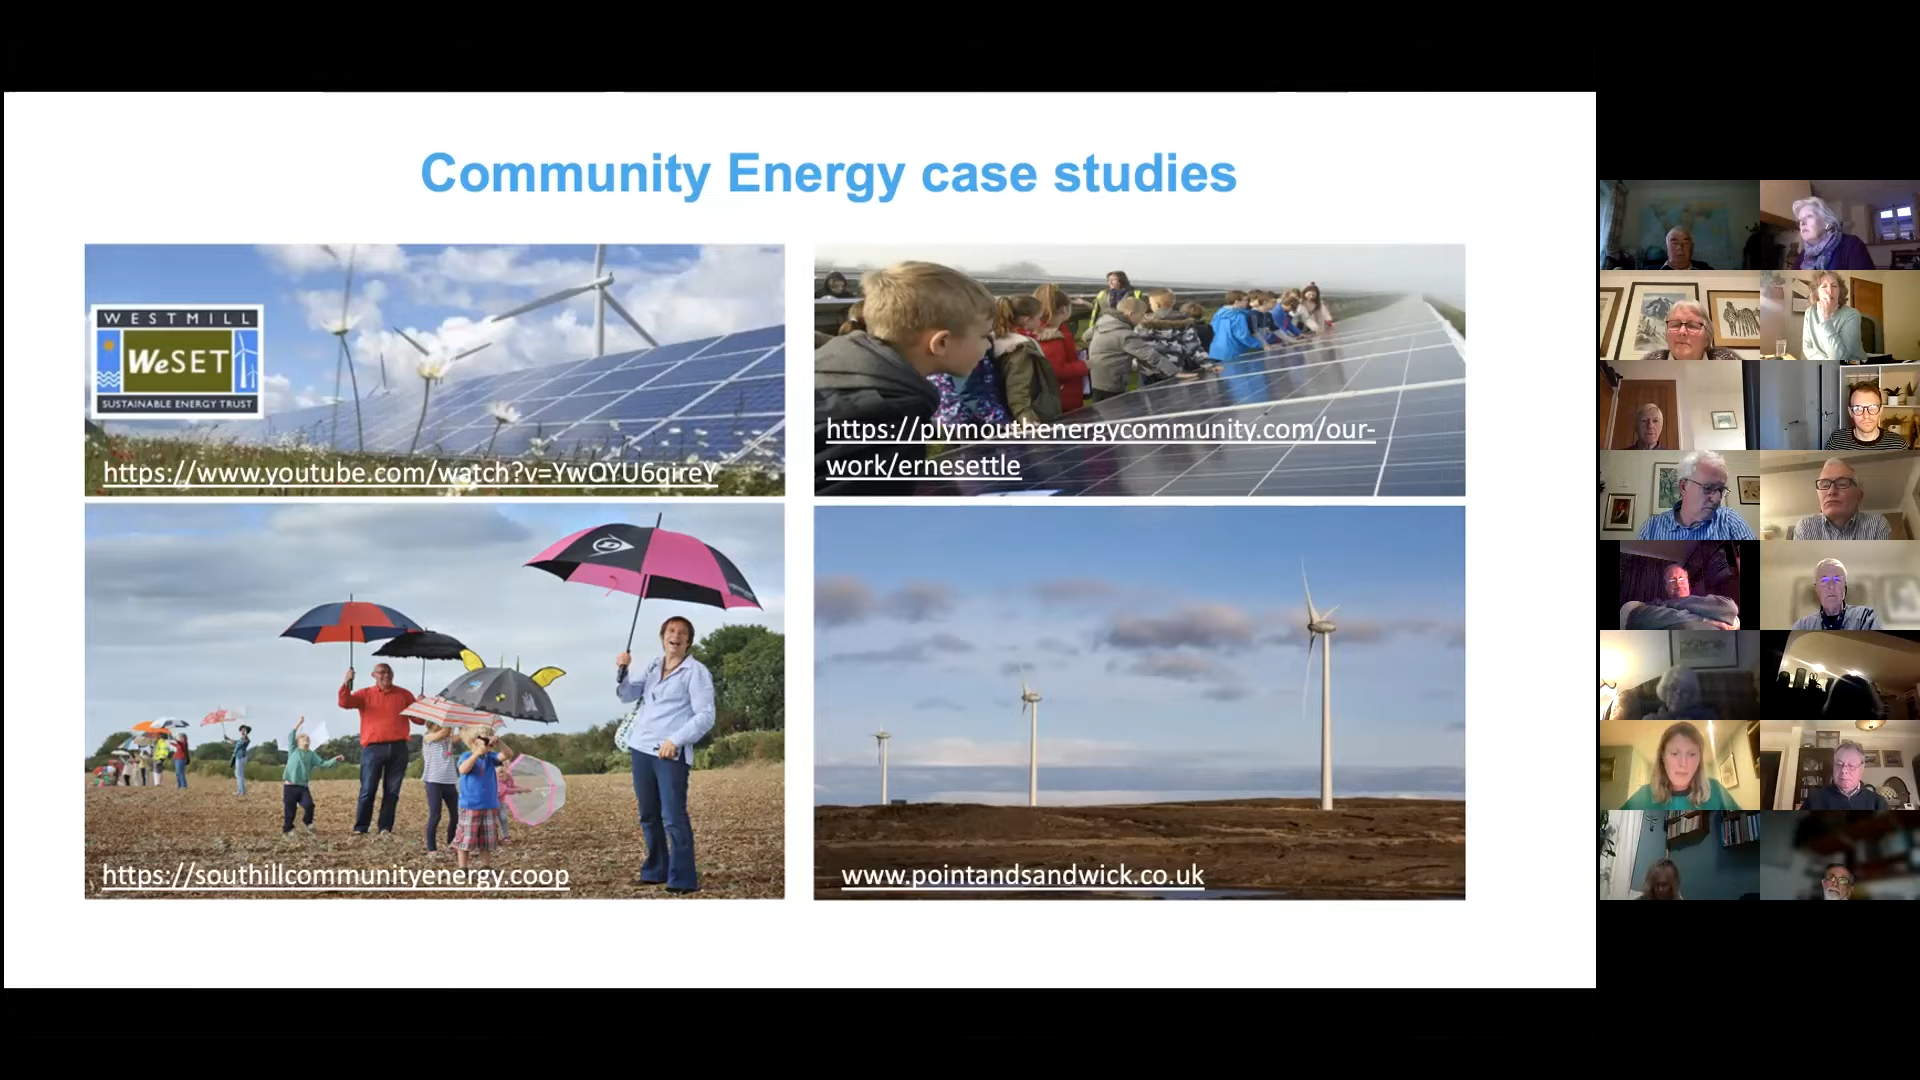 Community Energy case studies
WESTMILL
WeSET
SUSTAINABLE ENERGY TRUST
https://www.youtube.com/watch?v=YwQYU6qireY
https://plymouthenergycommunity.com/our-
work/ernesettle
https://southillcommunityenergy.coop
www.pointandsandwick.co.uk